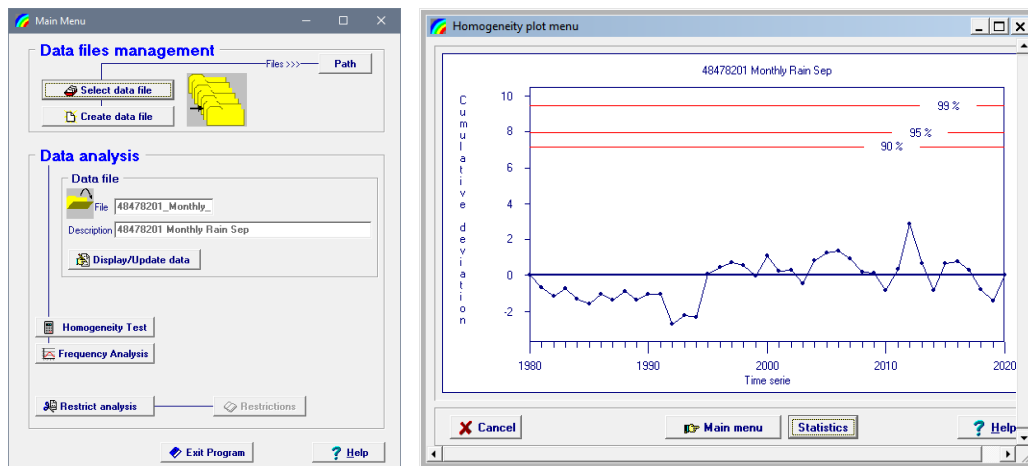 Main Menu
Data files management
Files >>>
Path
Select data file
Create data file
Data analysis
Data file
File 48478201_Monthly_
Description 48478201 Monthly Rain Sep
Display/Update data
Homogeneity Test
Frequency Analysis
Restrict analysis
Restrictions
Exit Program
Help
Homogeneity plot menu
48478201 Monthly Rain Sep
Cumulative deviation
10
8
6
4
2
0
-2
99 %
95 %
90 %
1980 1990 2000 2010 2020
Time serie
Cancel
Main menu
Statistics
Help